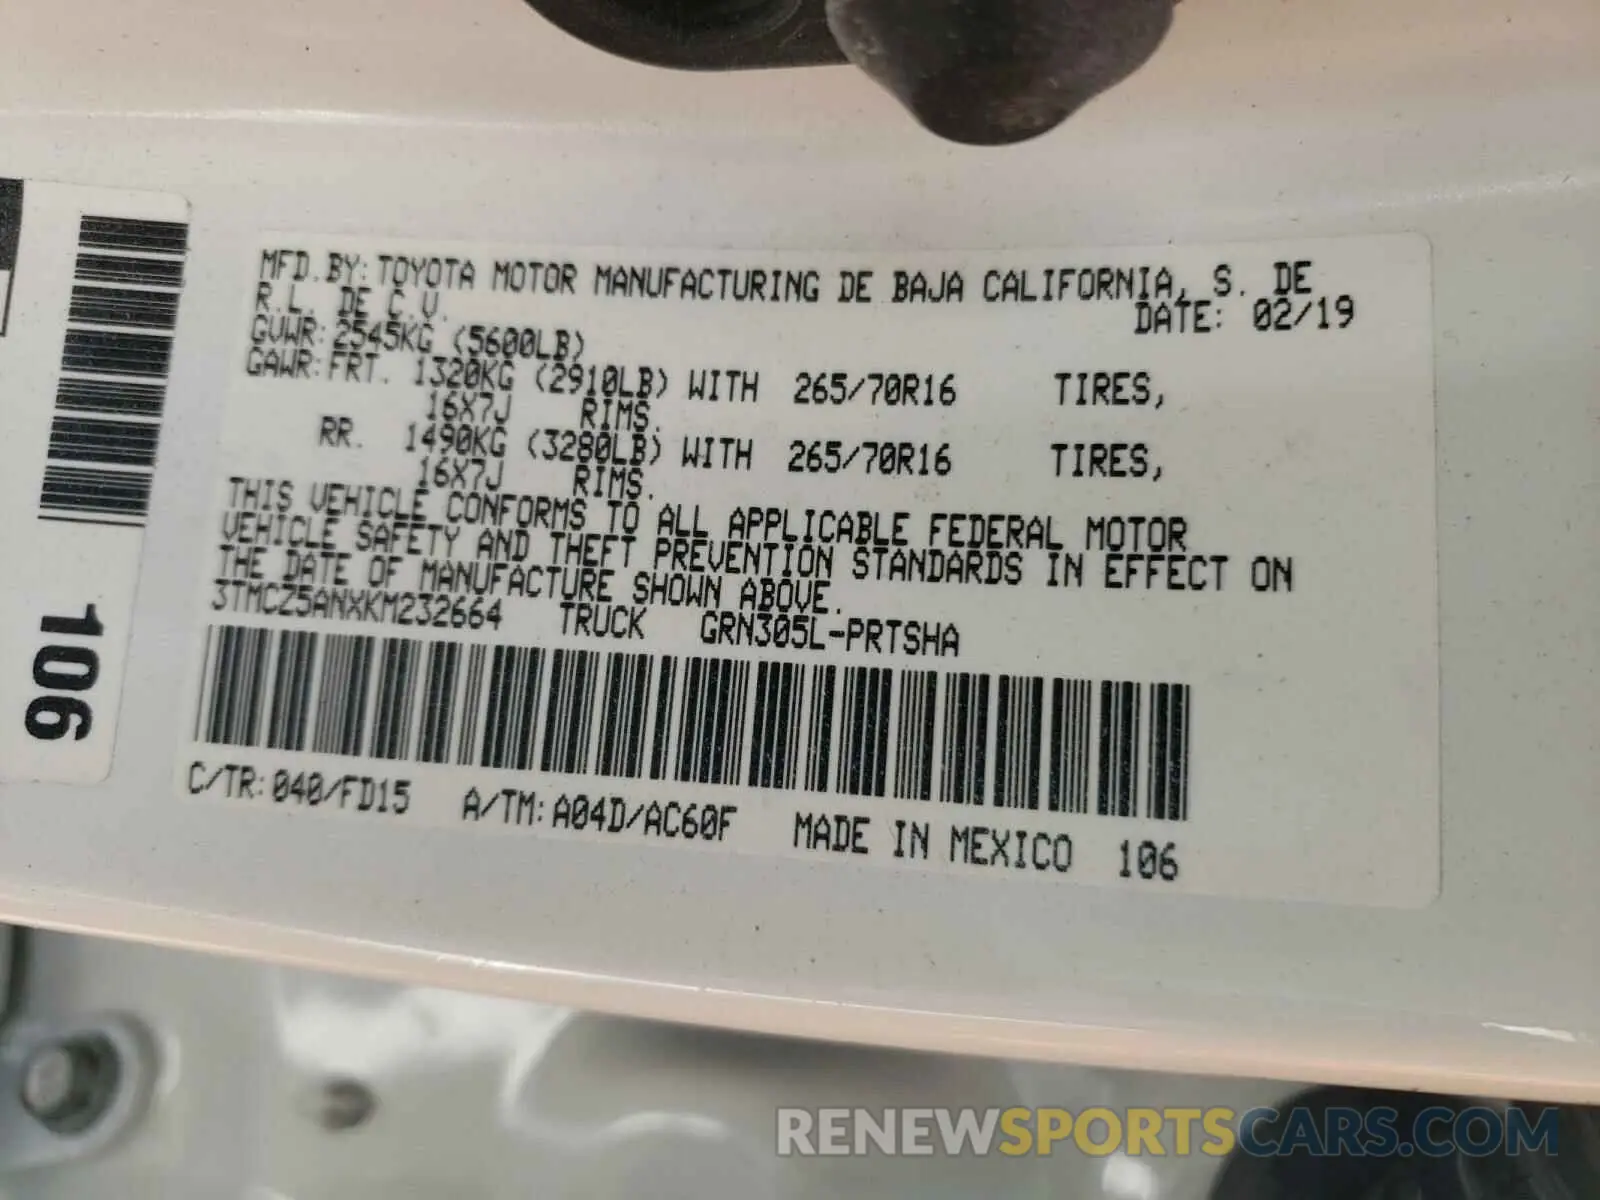 MFD.BY:TOYOTA MOTOR MANUFACTURING DE BAJA CALIFORNIA, S. DE
R.L. DE C.V. DATE: 02/19
GVWR:2545KG (5600LB)
GAWR:FRT. 1320KG (2910LB) WITH 265/70R16 TIRES,
16X7J RIMS.
RR. 1490KG (3280LB) WITH 265/70R16 TIRES,
16X7J RIMS.
THIS VEHICLE CONFORMS TO ALL APPLICABLE FEDERAL MOTOR
VEHICLE SAFETY AND THEFT PREVENTION STANDARDS IN EFFECT ON
THE DATE OF MANUFACTURE SHOWN ABOVE.
3TMCZ5ANXKM232664 TRUCK GRN305L-PRTSHA
C/TR:040/FD15 A/TM:A04D/AC60F MADE IN MEXICO 106
106
RENEWSPORTSCARS.COM